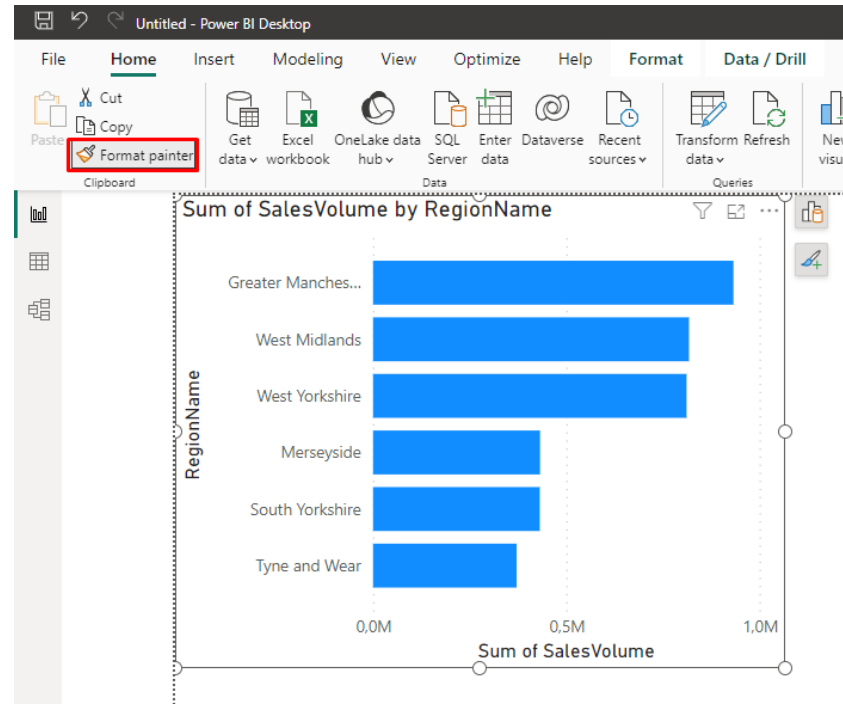 Untitled - Power BI Desktop
File Home Insert Modeling View Optimize Help Format Data / Drill
Paste
Cut
Copy
Format painter
Clipboard
Get data
Excel workbook
OneLake data hub
SQL Server
Enter data
Dataverse
Recent sources
Data
Transform data
Refresh
Queries
Sum of SalesVolume by RegionName
RegionName
Greater Manches...
West Midlands
West Yorkshire
Merseyside
South Yorkshire
Tyne and Wear
0,0M 0,5M 1,0M
Sum of SalesVolume